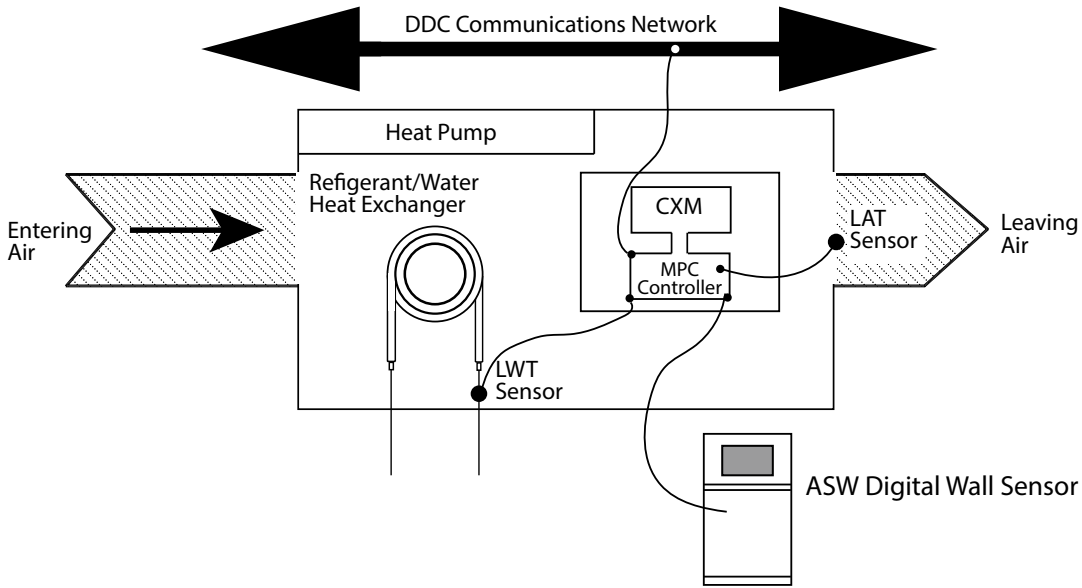 DDC Communications Network
Heat Pump
Refigerant/Water
Heat Exchanger
CXM
LAT
Sensor
Entering
Air
Leaving
Air
MPC
Controller
LWT
Sensor
ASW Digital Wall Sensor